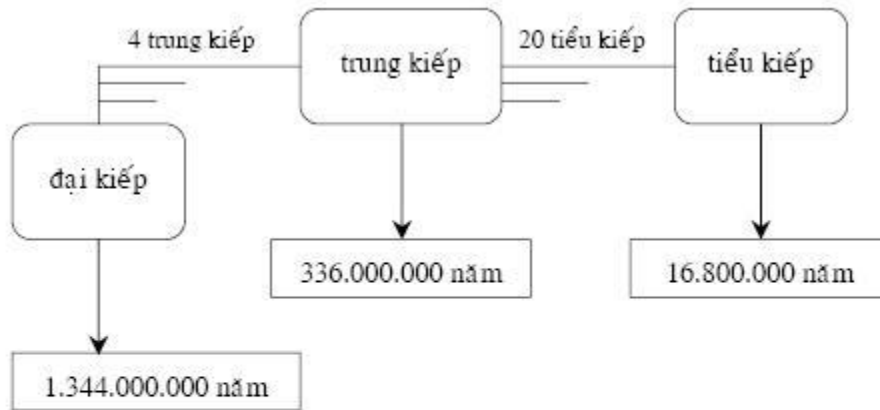 4 trung kiếp
trung kiếp
20 tiểu kiếp
tiểu kiếp
đại kiếp
336.000.000 năm
16.800.000 năm
1.344.000.000 năm